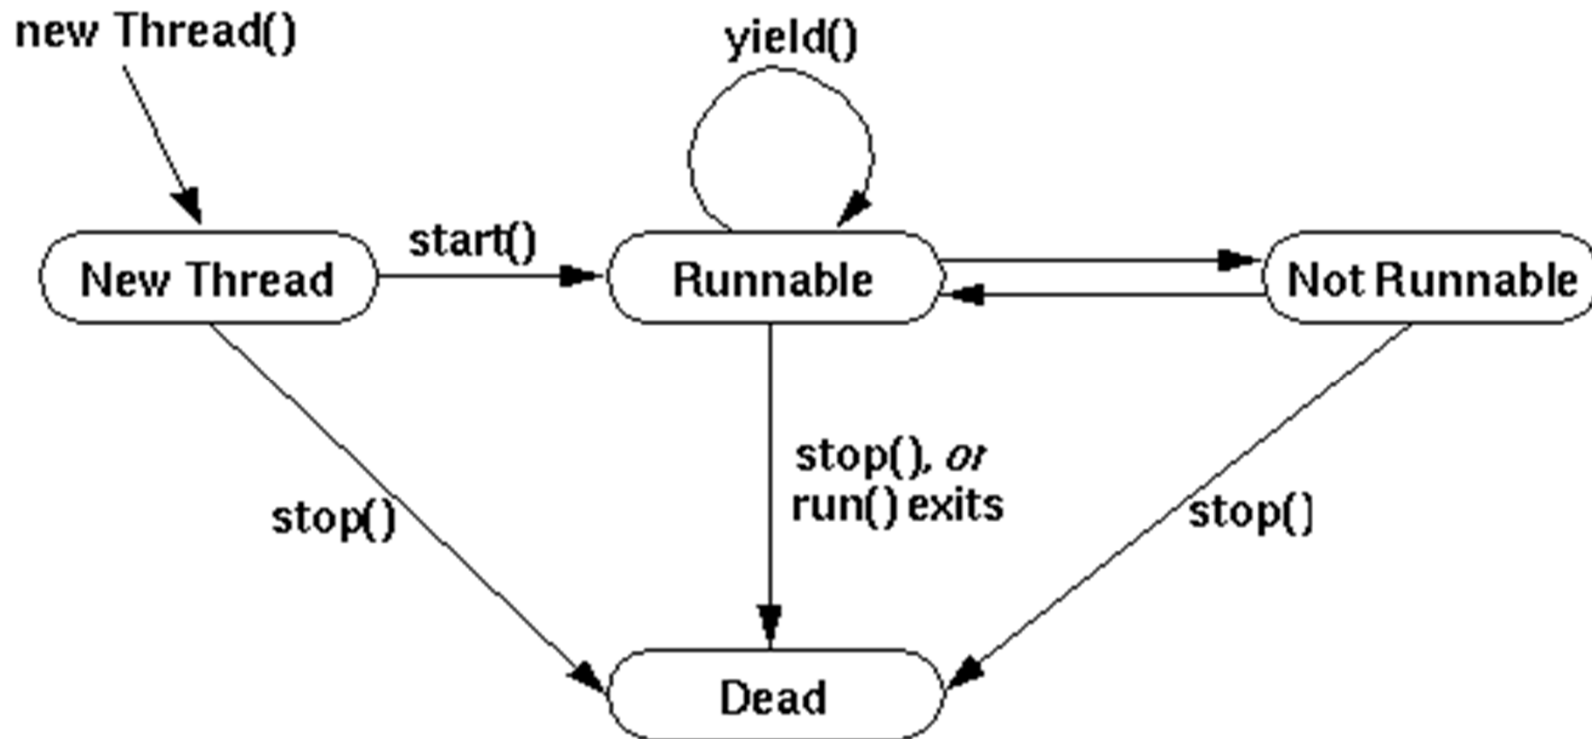 new Thread()
yield()
start()
New Thread
Runnable
Not Runnable
stop(), or
run() exits
stop()
stop()
Dead